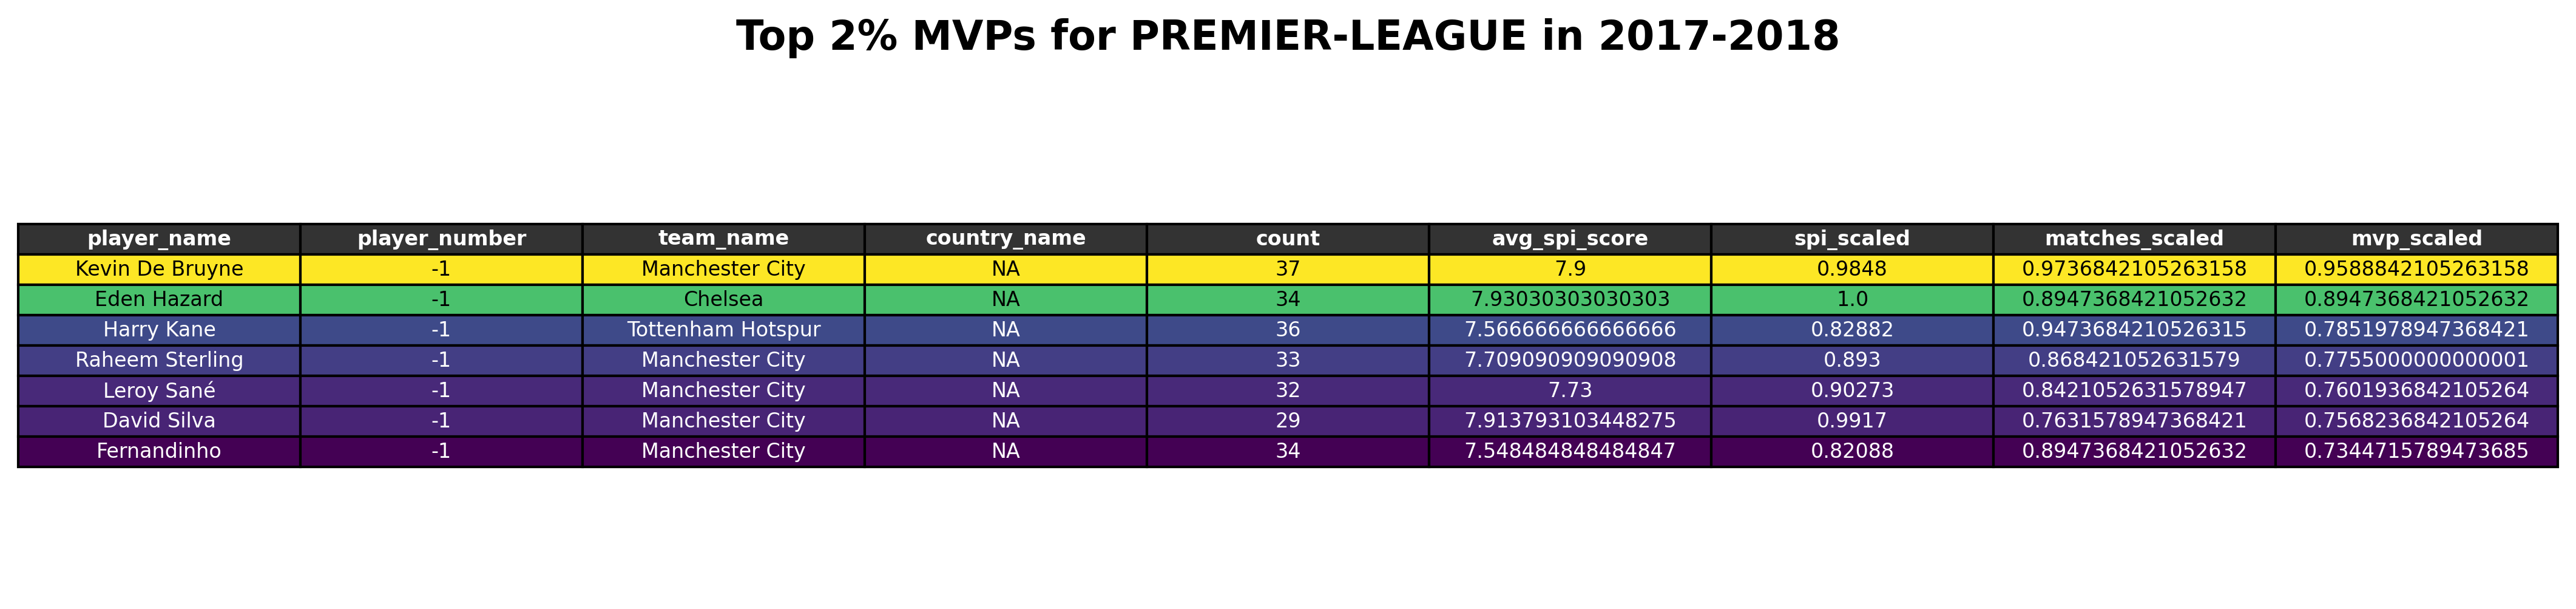 Top 2% MVPs for PREMIER-LEAGUE in 2017-2018
player_name player_number team_name country_name count avg_spi_score spi_scaled matches_scaled mvp_scaled
Kevin De Bruyne -1 Manchester City NA 37 7.9 0.9848 0.9736842105263158 0.9588842105263158
Eden Hazard -1 Chelsea NA 34 7.93030303030303 1.0 0.8947368421052632 0.8947368421052632
Harry Kane -1 Tottenham Hotspur NA 36 7.566666666666666 0.82882 0.9473684210526315 0.7851978947368421
Raheem Sterling -1 Manchester City NA 33 7.709090909090908 0.893 0.868421052631579 0.7755000000000001
Leroy Sané -1 Manchester City NA 32 7.73 0.90273 0.8421052631578947 0.7601936842105264
David Silva -1 Manchester City NA 29 7.913793103448275 0.9917 0.7631578947368421 0.7568236842105264
Fernandinho -1 Manchester City NA 34 7.548484848484847 0.82088 0.8947368421052632 0.7344715789473685